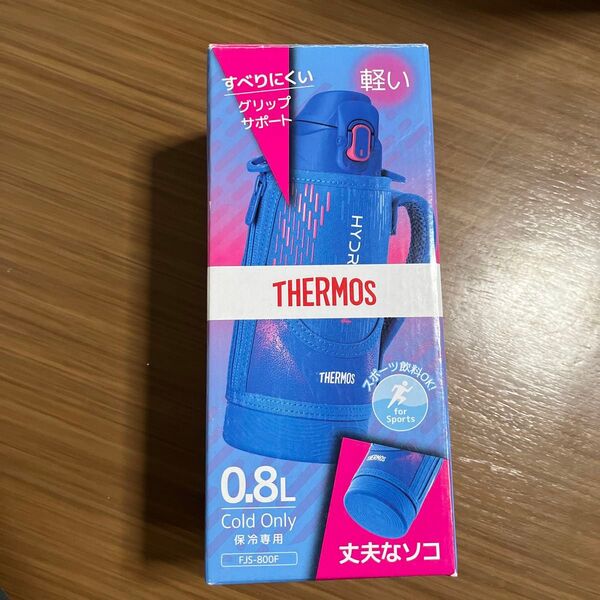 すべりにくい
グリップ
サポート
軽い
HYDR
THERMOS
THERMOS
スポーツ飲料OK!
for
Sports
0.8L
Cold Only
保冷専用
FJS-800F
丈夫なソコ